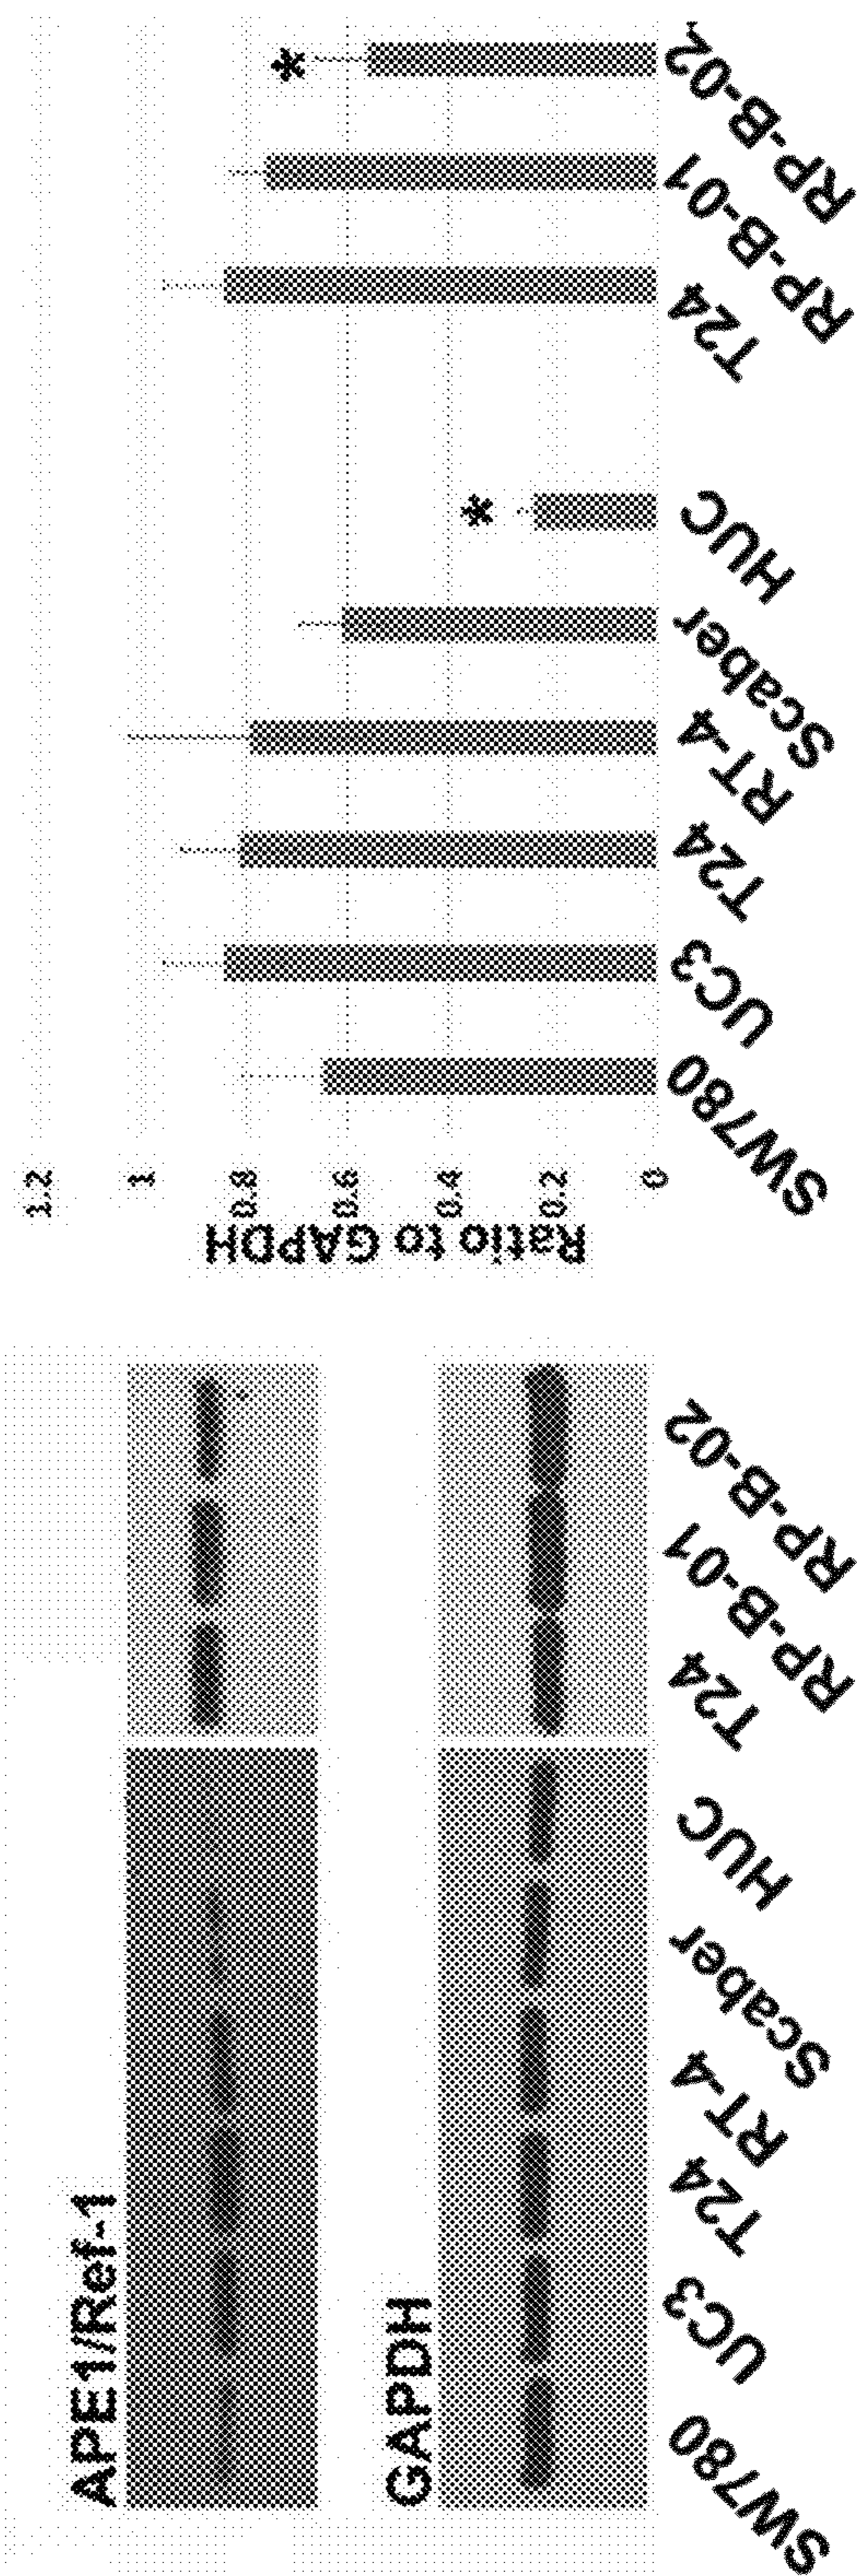 APE1/Ref-1
GAPDH
SW780 UC3 T24 RT-4 Scaber HUC T24 RP-B-01 RP-B-02
Ratio to GAPDH
1.2
1
0.8
0.6
0.4
0.2
0
*
*
SW780 UC3 T24 RT-4 Scaber HUC T24 RP-B-01 RP-B-02